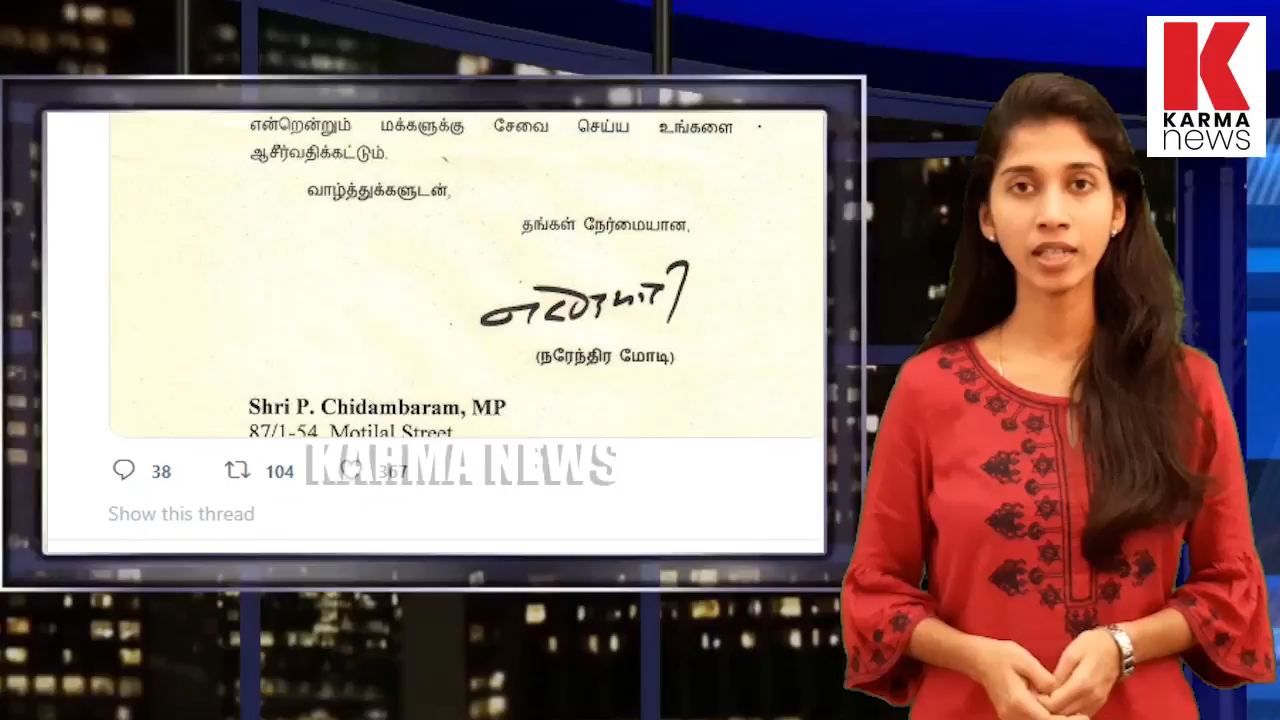 K
KARMA
news
என்றென்றும் மக்களுக்கு சேவை செய்ய உங்களை
ஆசீர்வதிக்கட்டும்.
வாழ்த்துக்களுடன்,
தங்கள் நேர்மையான,
(நரேந்திர மோடி)
Shri P. Chidambaram, MP
87/1-54, Motilal Street
KARMA NEWS
38 104 367
Show this thread